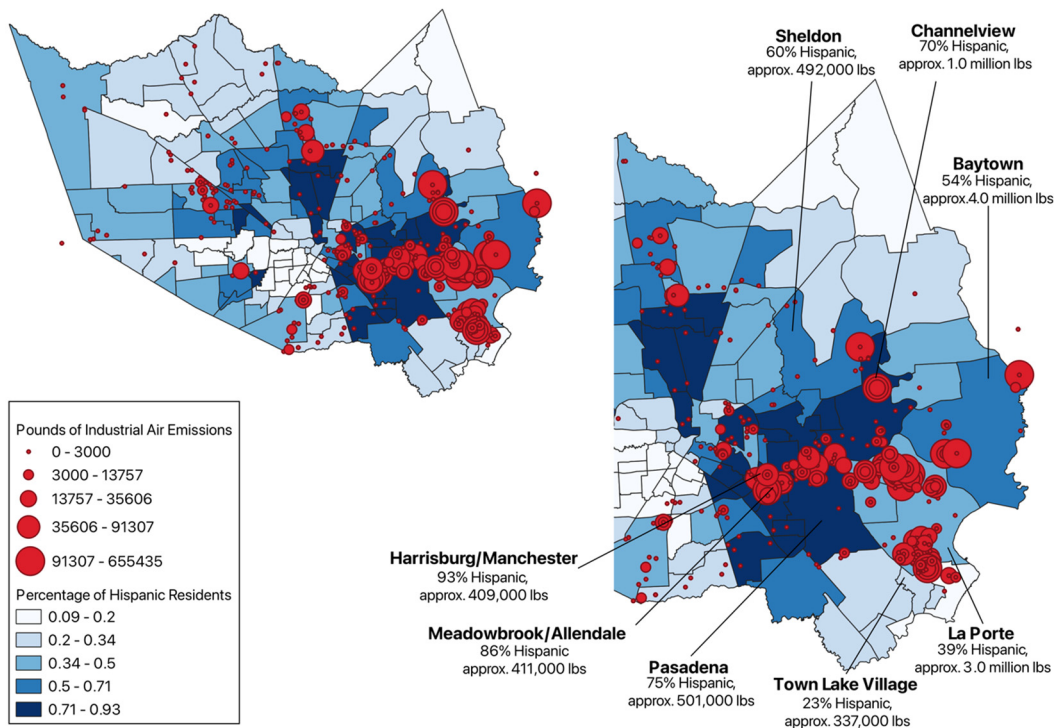 Sheldon
60% Hispanic,
approx. 492,000 lbs
Channelview
70% Hispanic,
approx. 1.0 million lbs
Baytown
54% Hispanic,
approx.4.0 million lbs
Pounds of Industrial Air Emissions
0 - 3000
3000 - 13757
13757 - 35606
35606 - 91307
91307 - 655435
Percentage of Hispanic Residents
0.09 - 0.2
0.2 - 0.34
0.34 - 0.5
0.5 - 0.71
0.71 - 0.93
Harrisburg/Manchester
93% Hispanic,
approx. 409,000 lbs
Meadowbrook/Allendale
86% Hispanic
approx. 411,000 lbs
Pasadena
75% Hispanic,
approx. 501,000 lbs
Town Lake Village
23% Hispanic,
approx. 337,000 lbs
La Porte
39% Hispanic,
approx. 3.0 million lbs